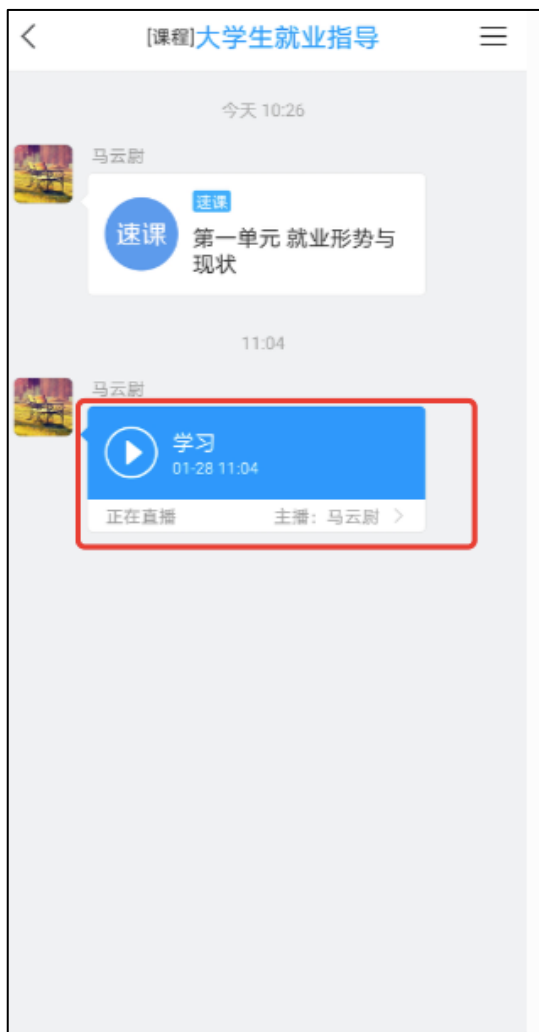 [课程]大学生就业指导
今天 10:26
马云尉
速课
速课
第一单元 就业形势与
现状
11:04
马云尉
学习
01-28 11:04
正在直播 主播：马云尉